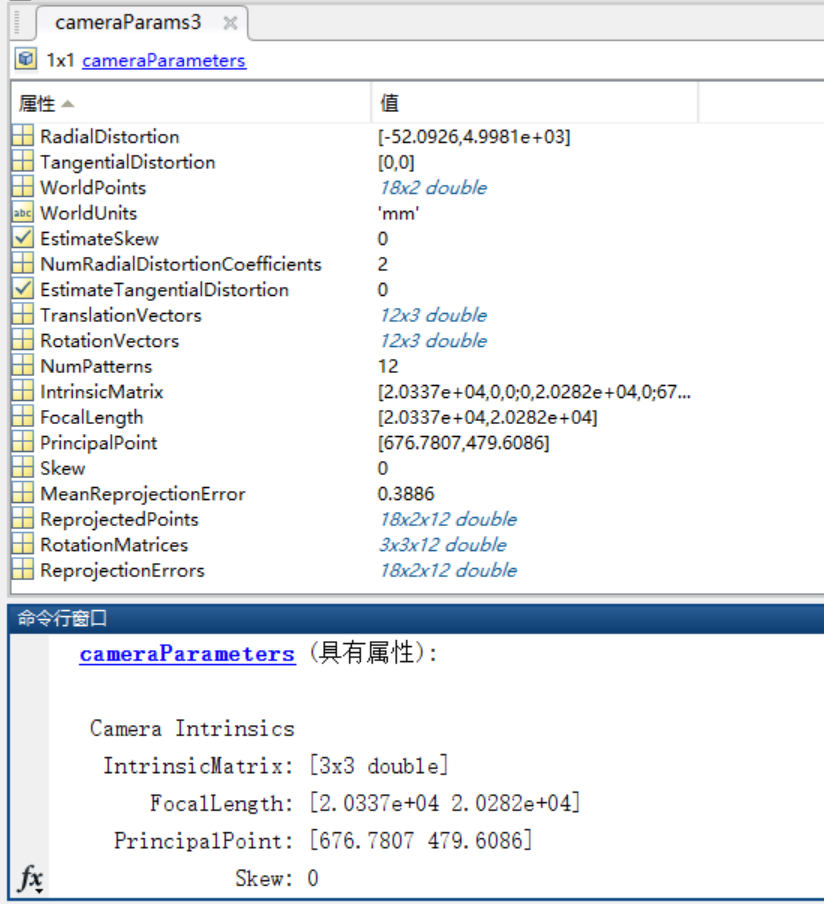 cameraParams3
1x1 cameraParameters
属性 值
RadialDistortion [-52.0926,4.9981e+03]
TangentialDistortion [0,0]
WorldPoints 18x2 double
abc WorldUnits 'mm'
EstimateSkew 0
NumRadialDistortionCoefficients 2
EstimateTangentialDistortion 0
TranslationVectors 12x3 double
RotationVectors 12x3 double
NumPatterns 12
IntrinsicMatrix [2.0337e+04,0,0;0,2.0282e+04,0;67...
FocalLength [2.0337e+04,2.0282e+04]
PrincipalPoint [676.7807,479.6086]
Skew 0
MeanReprojectionError 0.3886
ReprojectedPoints 18x2x12 double
RotationMatrices 3x3x12 double
ReprojectionErrors 18x2x12 double
命令行窗口
cameraParameters (具有属性):
Camera Intrinsics
IntrinsicMatrix: [3x3 double]
FocalLength: [2.0337e+04 2.0282e+04]
PrincipalPoint: [676.7807 479.6086]
fx Skew: 0